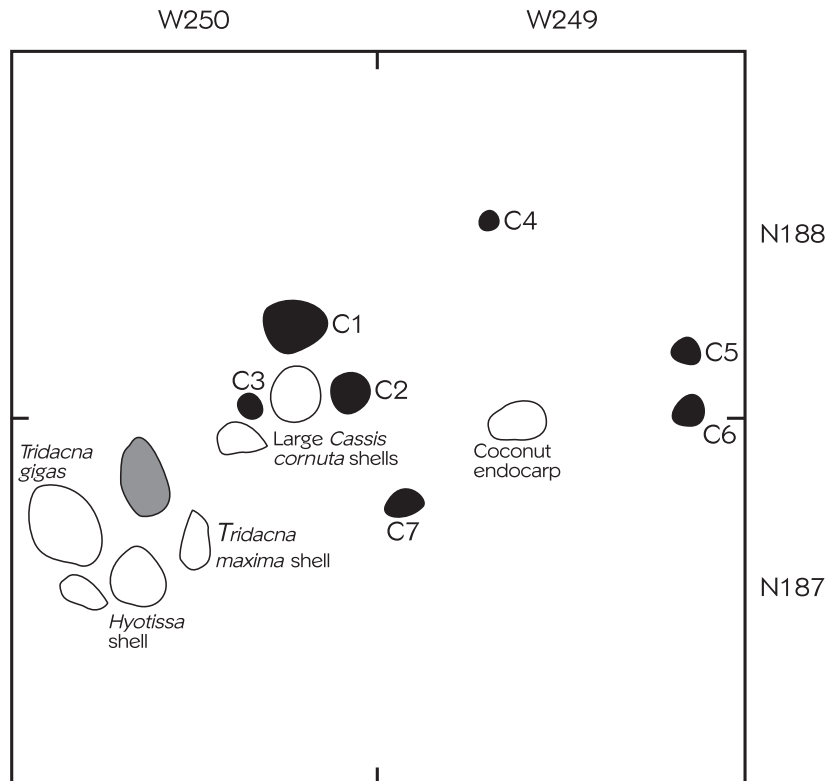 W250
W249
C4
N188
C1
C5
C3
C2
C6
Large Cassis
cornuta shells
Tridacna
gigas
Coconut
endocarp
C7
Tridacna
maxima shell
N187
Hyotissa
shell